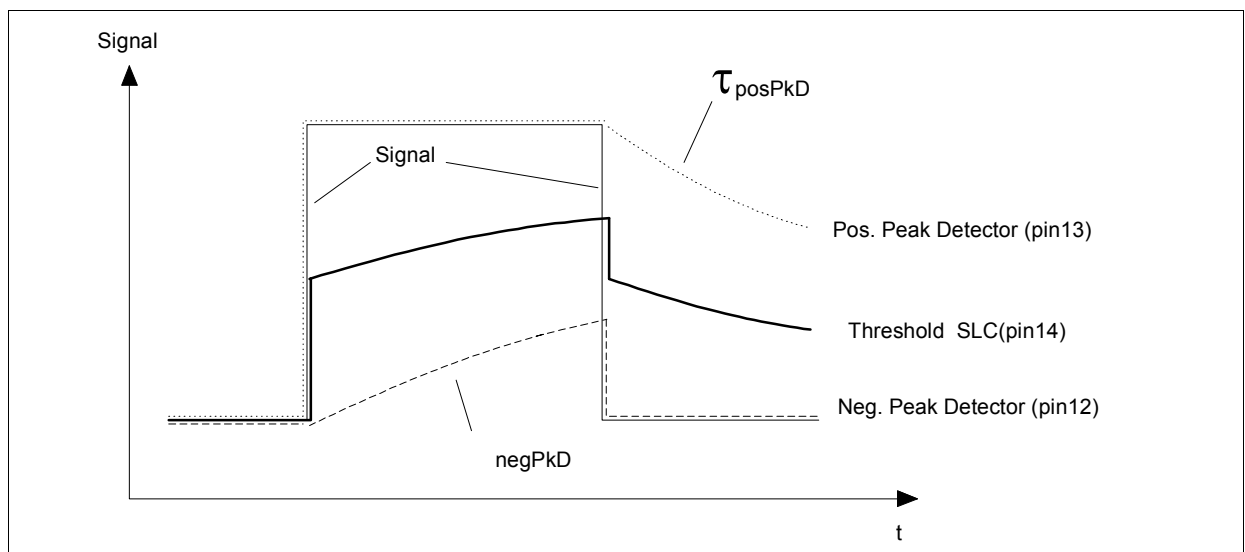 Signal
τposPkD
Signal
Pos. Peak Detector (pin13)
Threshold SLC(pin14)
Neg. Peak Detector (pin12)
negPkD
t